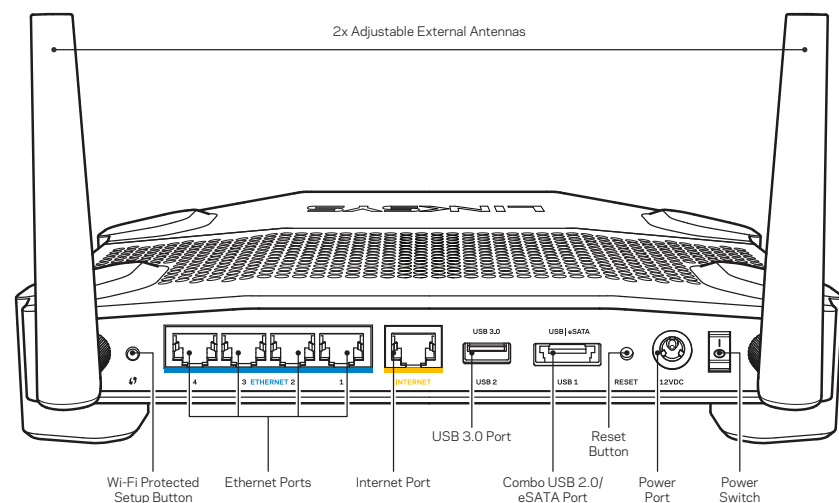 2x Adjustable External Antennas
LINKSYS
USB 3.0
USB | eSATA
4
3
ETHERNET
2
1
INTERNET
USB 2
USB 1
RESET
12VDC
USB 3.0 Port
Reset
Button
Wi-Fi Protected
Setup Button
Ethernet Ports
Internet Port
Combo USB 2.0/
eSATA Port
Power
Port
Power
Switch